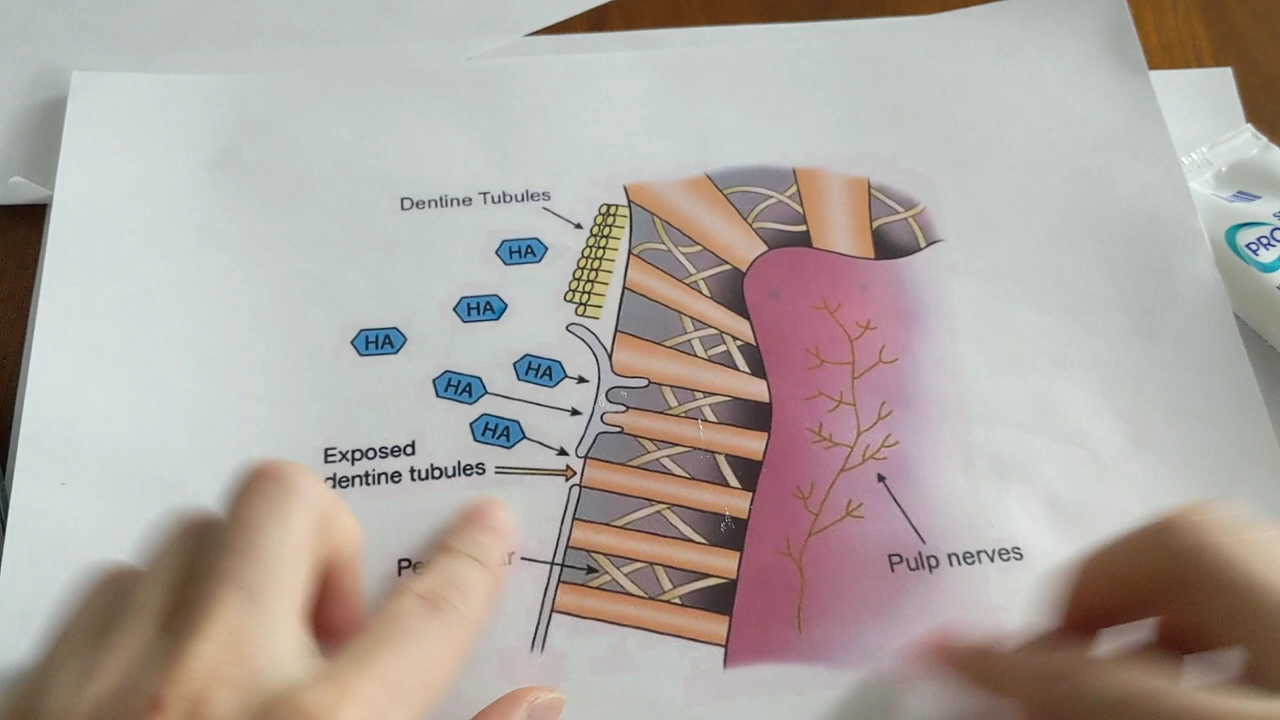 Dentine Tubules
HA
HA
HA
HA
HA
HA
Exposed
dentine tubules
Pulp nerves
PRO